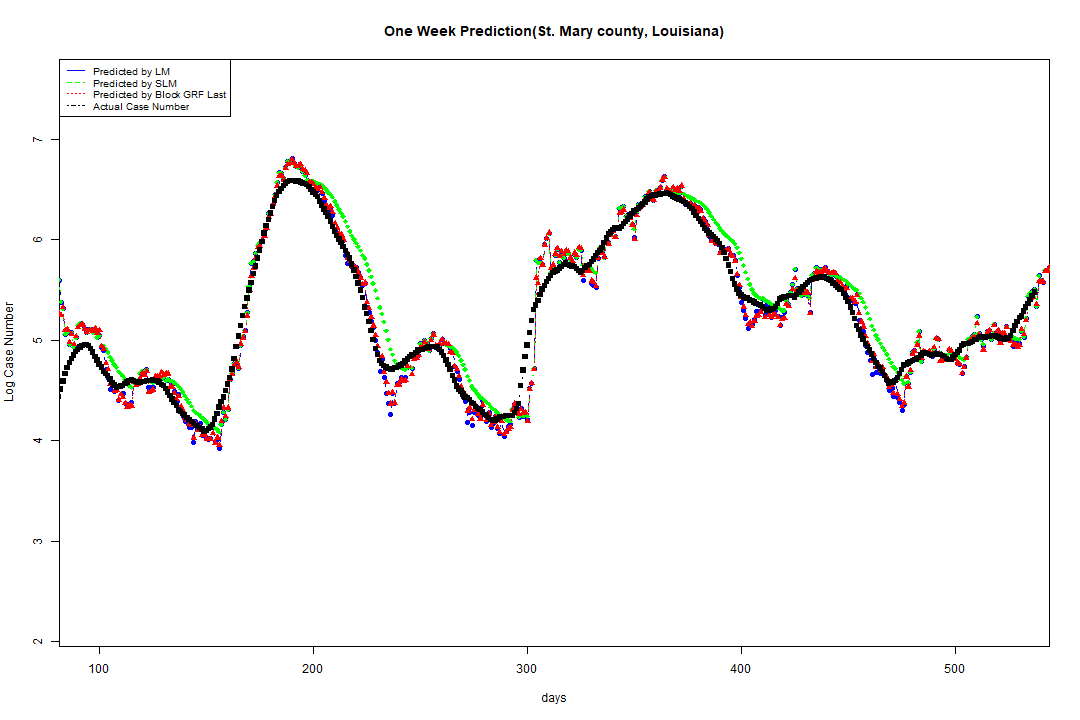 One Week Prediction(St. Mary county, Louisiana)
Predicted by LM
Predicted by SLM
Predicted by Block GRF Last
Actual Case Number
Log Case Number
7
6
5
4
3
2
100 200 300 400 500
days